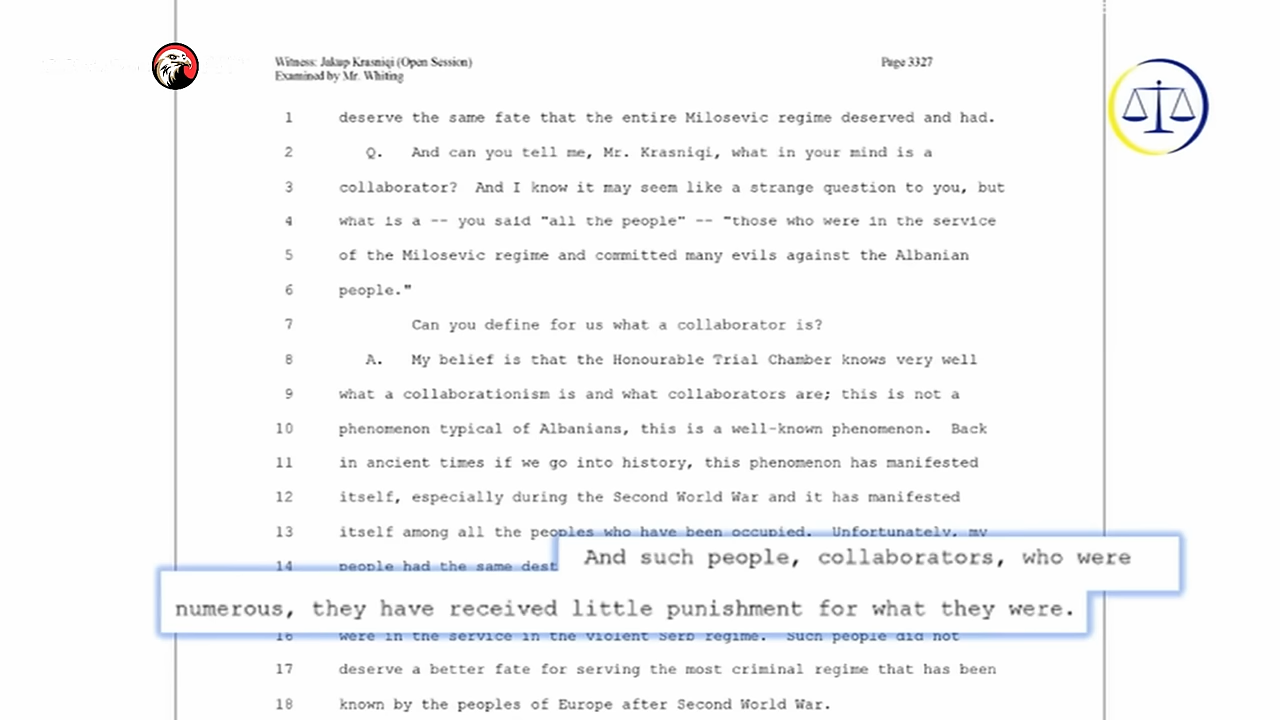 Witness: Jakup Krasniqi (Open Session)
Page 3327
Examined by Mr. Whiting
1 deserve the same fate that the entire Milosevic regime deserved and had.
2 Q. And can you tell me, Mr. Krasniqi, what in your mind is a
3 collaborator? And I know it may seem like a strange question to you, but
4 what is a -- you said "all the people" -- "those who were in the service
5 of the Milosevic regime and committed many evils against the Albanian
6 people."
7 Can you define for us what a collaborator is?
8 A. My belief is that the Honourable Trial Chamber knows very well
9 what a collaborationism is and what collaborators are; this is not a
10 phenomenon typical of Albanians, this is a well-known phenomenon. Back
11 in ancient times if we go into history, this phenomenon has manifested
12 itself, especially during the Second World War and it has manifested
13 itself among all the peoples who have been occupied. Unfortunately, my
14 people had the same dest
And such people, collaborators, who were
numerous, they have received little punishment for what they were.
16 were in the service in the violent Serb regime. Such people did not
17 deserve a better fate for serving the most criminal regime that has been
18 known by the peoples of Europe after Second World War.